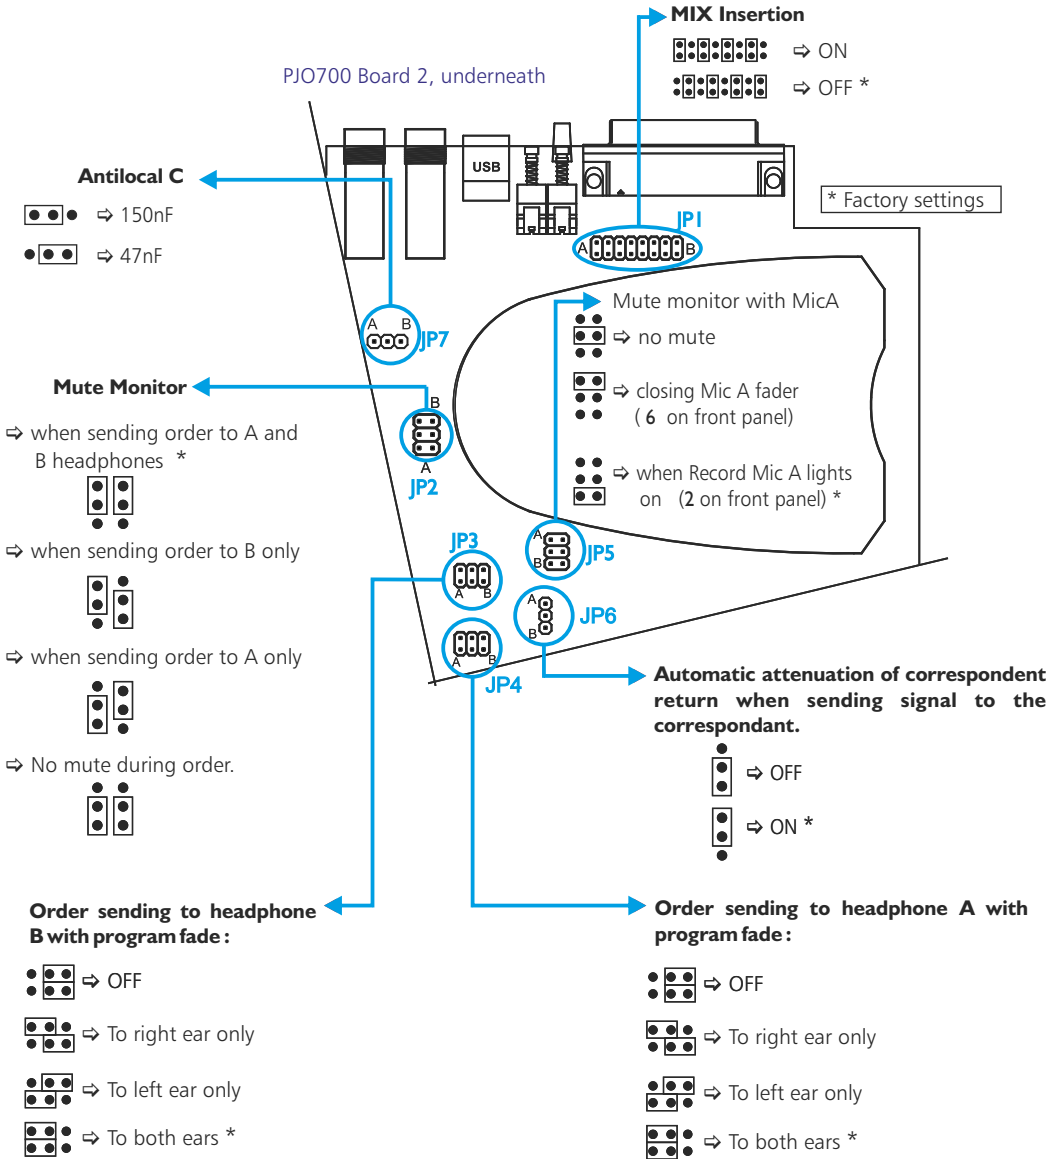 MIX Insertion
⇨ ON
⇨ OFF *
PJO700 Board 2, underneath
USB
* Factory settings
Antilocal C
⇨ 150nF
⇨ 47nF
JP1
A B
A B
JP7
Mute monitor with MicA
⇨ no mute
⇨ closing Mic A fader
( 6 on front panel)
⇨ when Record Mic A lights
on (2 on front panel) *
Mute Monitor
⇨ when sending order to A and
B headphones *
⇨ when sending order to B only
⇨ when sending order to A only
⇨ No mute during order.
B
A
JP2
JP3
A B
A
B
JP5
A
B
JP6
A B
JP4
Automatic attenuation of correspondent
return when sending signal to the
correspondant.
⇨ OFF
⇨ ON *
Order sending to headphone
B with program fade :
⇨ OFF
⇨ To right ear only
⇨ To left ear only
⇨ To both ears *
Order sending to headphone A with
program fade :
⇨ OFF
⇨ To right ear only
⇨ To left ear only
⇨ To both ears *